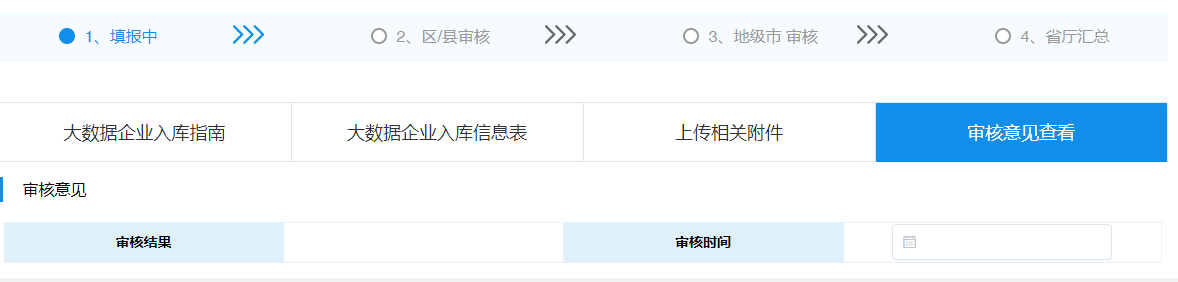 1、填报中
2、区/县审核
3、地级市 审核
4、省厅汇总
大数据企业入库指南
大数据企业入库信息表
上传相关附件
审核意见查看
审核意见
审核结果
审核时间